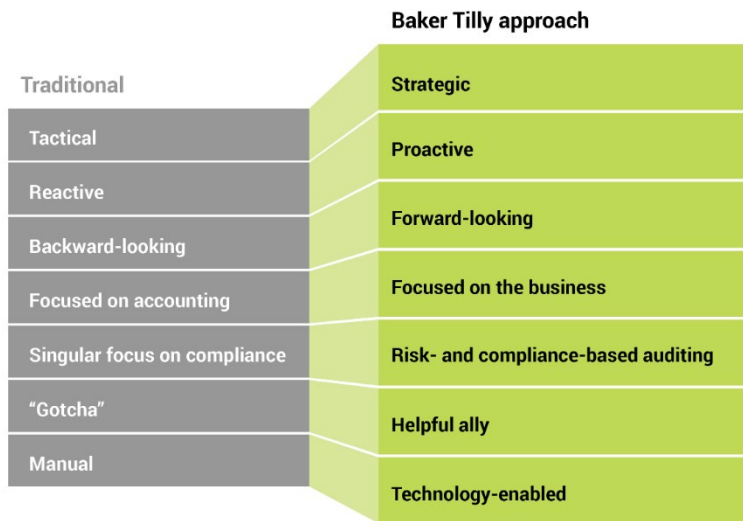 Baker Tilly approach
Traditional
Strategic
Tactical
Proactive
Reactive
Forward-looking
Backward-looking
Focused on the business
Focused on accounting
Risk- and compliance-based auditing
Singular focus on compliance
Helpful ally
“Gotcha”
Technology-enabled
Manual